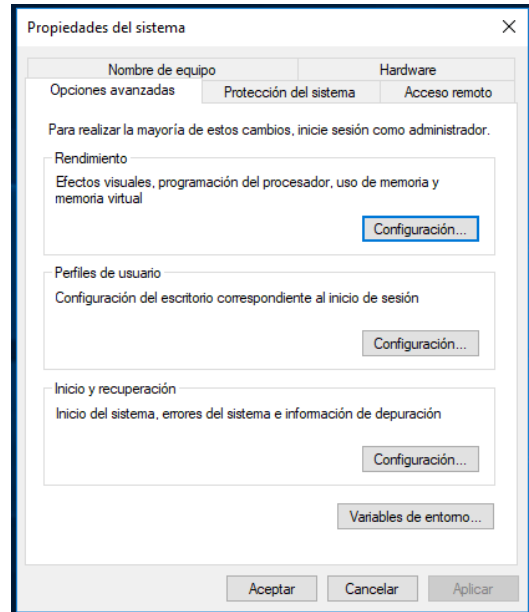 Propiedades del sistema
Nombre de equipo
Hardware
Opciones avanzadas
Protección del sistema
Acceso remoto
Para realizar la mayoría de estos cambios, inicie sesión como administrador.
Rendimiento
Efectos visuales, programación del procesador, uso de memoria y
memoria virtual
Configuración...
Perfiles de usuario
Configuración del escritorio correspondiente al inicio de sesión
Configuración...
Inicio y recuperación
Inicio del sistema, errores del sistema e información de depuración
Configuración...
Variables de entorno...
Aceptar
Cancelar
Aplicar